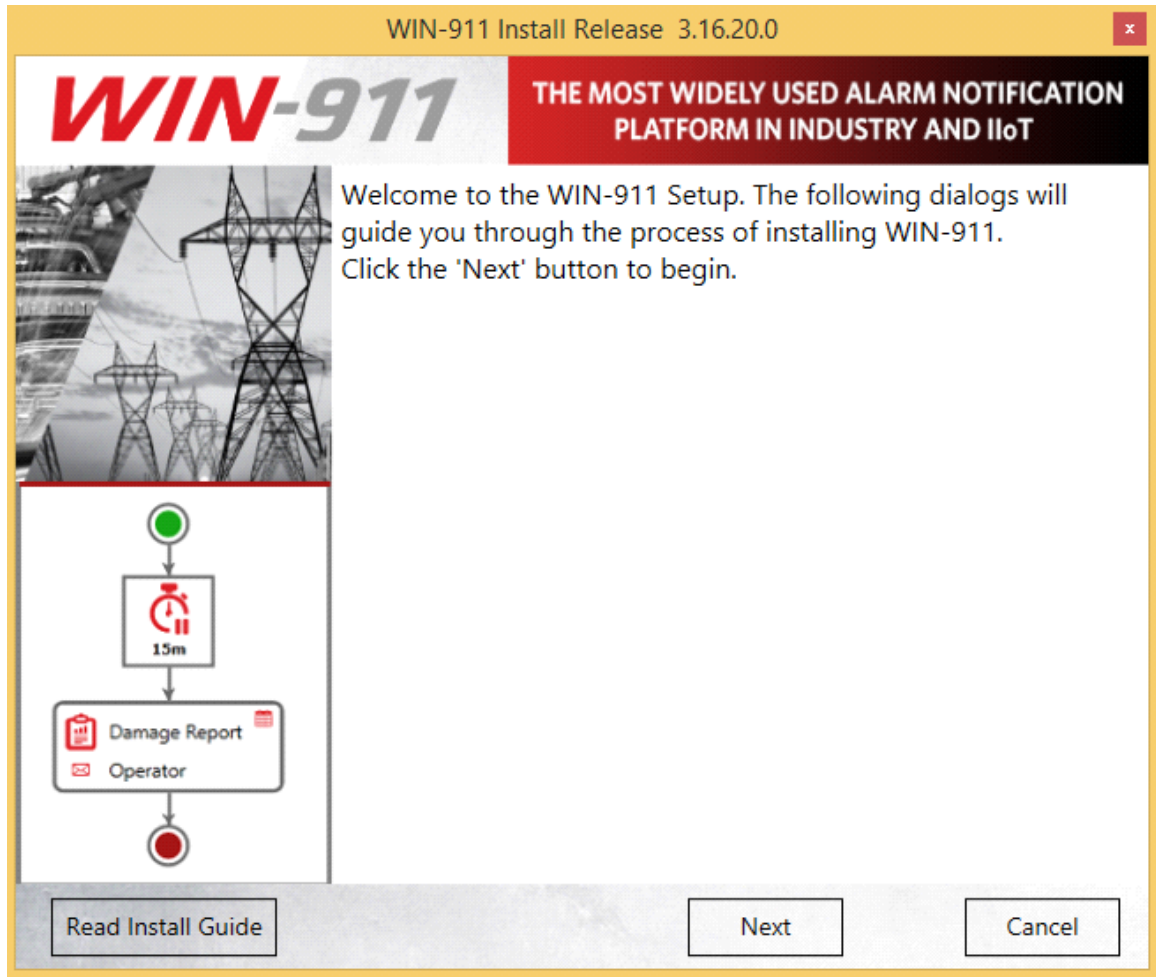 WIN-911 Install Release 3.16.20.0
x
WIN-911
THE MOST WIDELY USED ALARM NOTIFICATION
PLATFORM IN INDUSTRY AND IIoT
Welcome to the WIN-911 Setup. The following dialogs will
guide you through the process of installing WIN-911.
Click the 'Next' button to begin.
15m
Damage Report
Operator
Read Install Guide
Next
Cancel